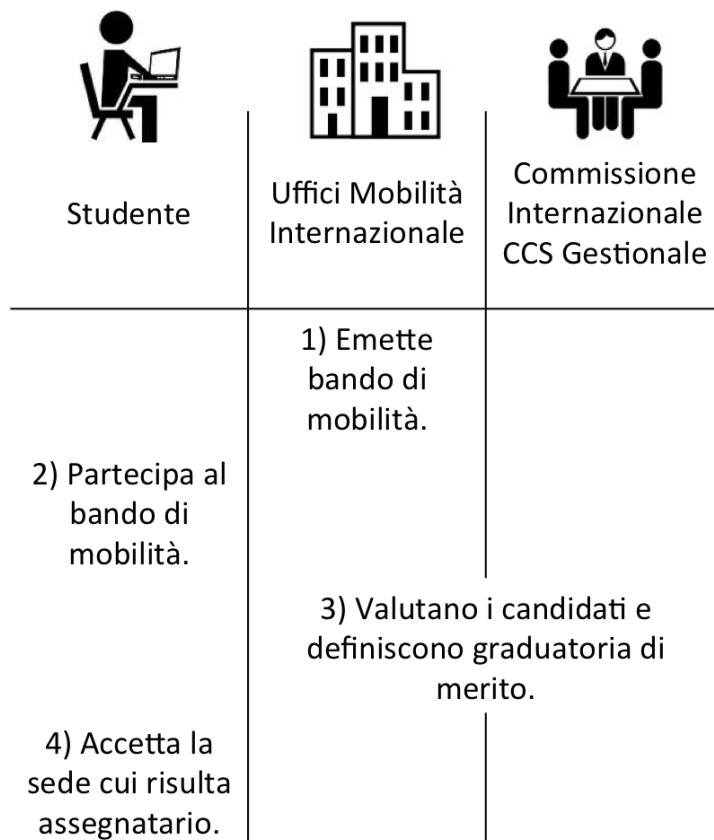 Studente
Uffici Mobilità
Internazionale
Commissione
Internazionale
CCS Gestionale
1) Emette
bando di
mobilità.
2) Partecipa al
bando di
mobilità.
3) Valutano i candidati e
definiscono graduatoria di
merito.
4) Accetta la
sede cui risulta
assegnatario.